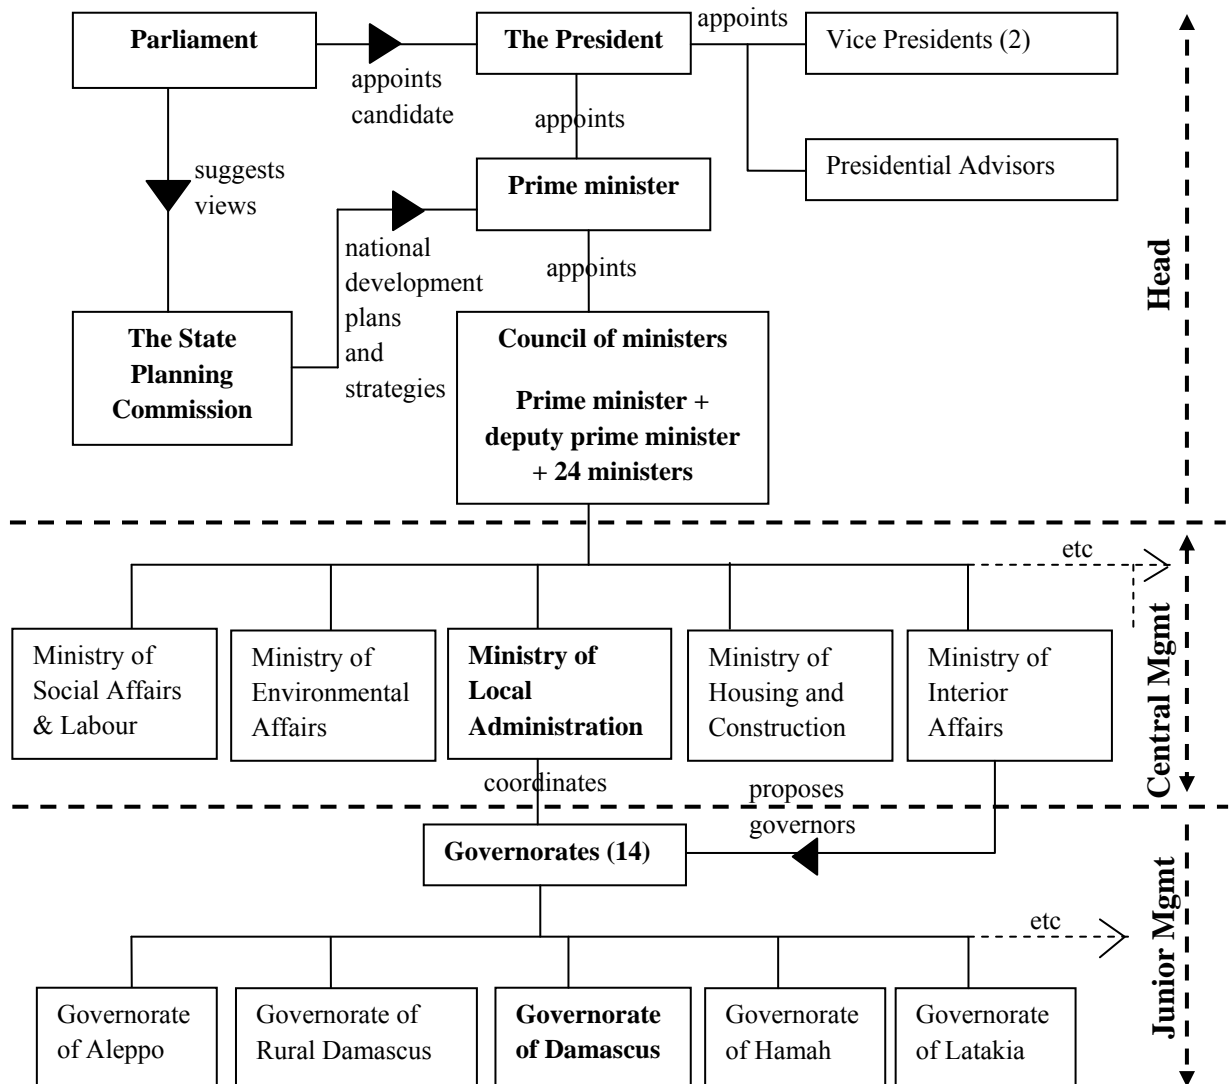 Parliament
appoints
candidate
The President
appoints
Vice Presidents (2)
Presidential Advisors
appoints
suggests
views
Prime minister
national
development
plans
and
strategies
appoints
The State
Planning
Commission
Council of ministers
Prime minister +
deputy prime minister
+ 24 ministers
Head
etc
Ministry of
Social Affairs
& Labour
Ministry of
Environmental
Affairs
Ministry of
Local
Administration
Ministry of
Housing and
Construction
Ministry of
Interior
Affairs
Central Mgmt
coordinates
proposes
governors
Governorates (14)
etc
Governorate
of Aleppo
Governorate of
Rural Damascus
Governorate
of Damascus
Governorate
of Hamah
Governorate
of Latakia
Junior Mgmt